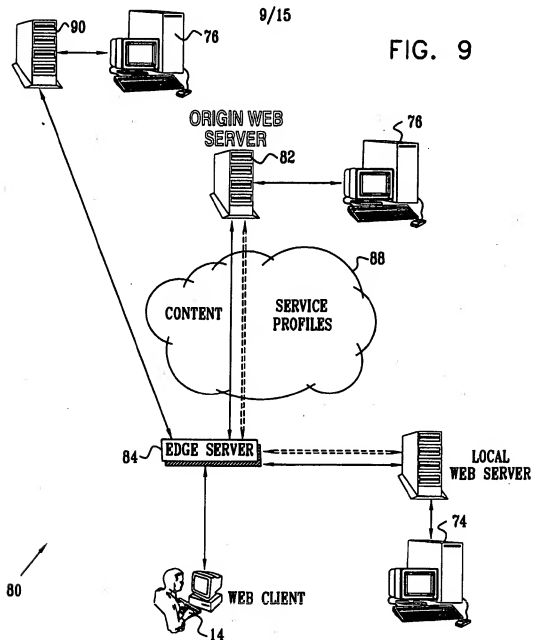 9/15
90
76
FIG. 9
ORIGIN WEB
SERVER
82
76
88
CONTENT
SERVICE
PROFILES
84
EDGE SERVER
LOCAL
WEB SERVER
74
80
WEB CLIENT
14